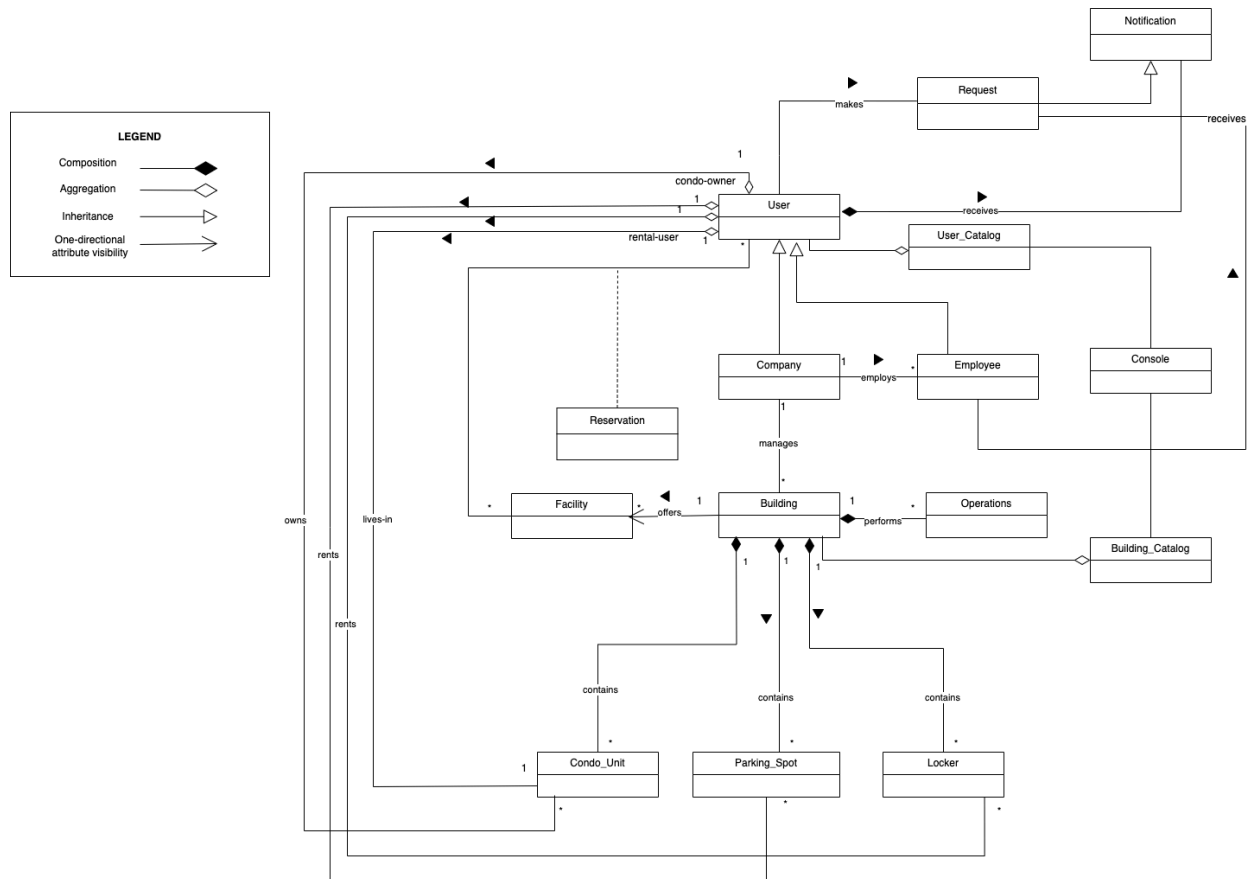 Notification
Request
makes
receives
LEGEND
Composition
Aggregation
Inheritance
One-directional
attribute visibility
1
condo-owner
1
User
1
receives
rental-user
1
*
User_Catalog
Company
1
employs
*
Employee
Console
1
Reservation
manages
*
*
Facility
*
offers
1
Building
1
performs
*
Operations
owns
lives-in
Building_Catalog
rents
1
1
1
rents
contains
contains
contains
*
*
*
1
Condo_Unit
Parking_Spot
Locker
*
*
*